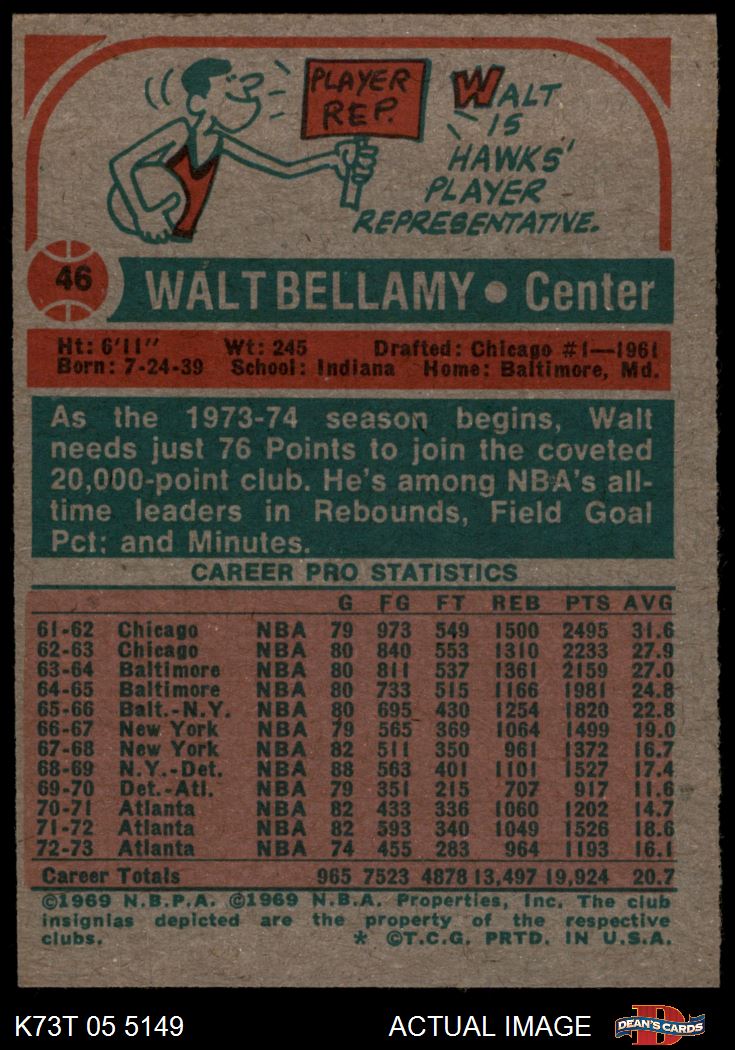 PLAYER
REP.
WALT
IS
HAWKS'
PLAYER
REPRESENTATIVE.
46
WALT BELLAMY • Center
Ht: 6'11" Wt: 245 Drafted: Chicago #1—1961
Born: 7-24-39 School: Indiana Home: Baltimore, Md.
As the 1973-74 season begins, Walt
needs just 76 Points to join the coveted
20,000-point club. He's among NBA's all-
time leaders in Rebounds, Field Goal
Pct: and Minutes.
CAREER PRO STATISTICS
G FG FT REB PTS AVG
61-62 Chicago NBA 79 973 549 1500 2495 31.6
62-63 Chicago NBA 80 840 553 1310 2233 27.9
63-64 Baltimore NBA 80 811 537 1361 2159 27.0
64-65 Baltimore NBA 80 733 515 1166 1981 24.8
65-66 Balt.-N.Y. NBA 80 695 430 1254 1820 22.8
66-67 New York NBA 79 565 369 1064 1499 19.0
67-68 New York NBA 82 511 350 961 1372 16.7
68-69 N.Y.-Det. NBA 88 563 401 1101 1527 17.4
69-70 Det.-Atl. NBA 79 351 215 707 917 11.6
70-71 Atlanta NBA 82 433 336 1060 1202 14.7
71-72 Atlanta NBA 82 593 340 1049 1526 18.6
72-73 Atlanta NBA 74 455 283 964 1193 16.1
Career Totals 965 7523 4878 13,497 19,924 20.7
©1969 N.B.P.A. ©1969 N.B.A. Properties, Inc. The club
insignias depicted are the property of the respective
clubs. * ©T.C.G. PRTD. IN U.S.A.
K73T 05 5149 ACTUAL IMAGE DEAN'S CARDS